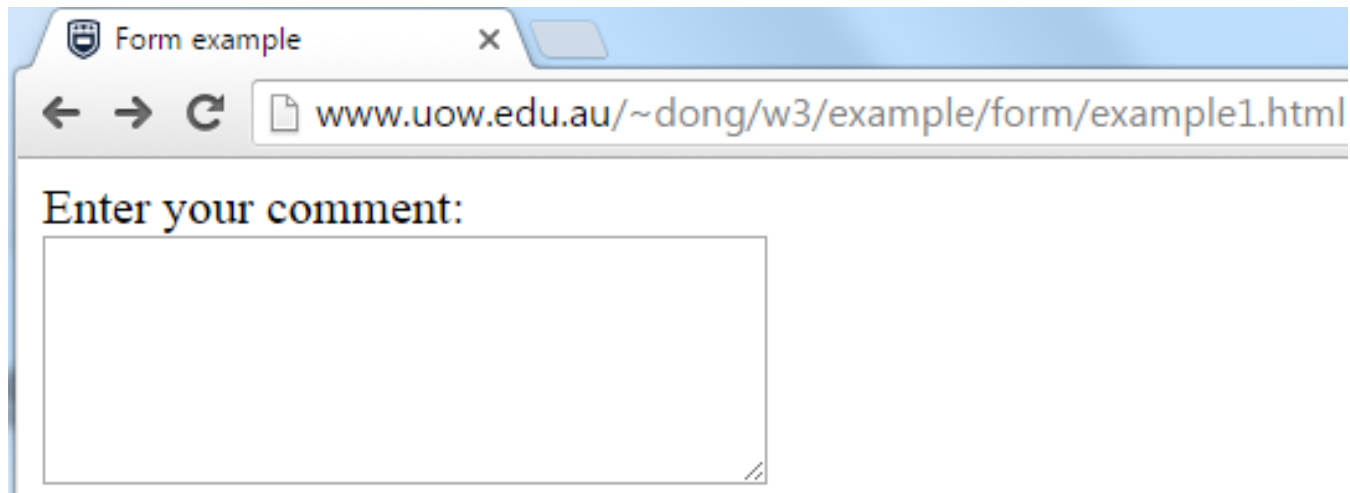 Form example
www.uow.edu.au/~dong/w3/example/form/example1.html
Enter your comment: